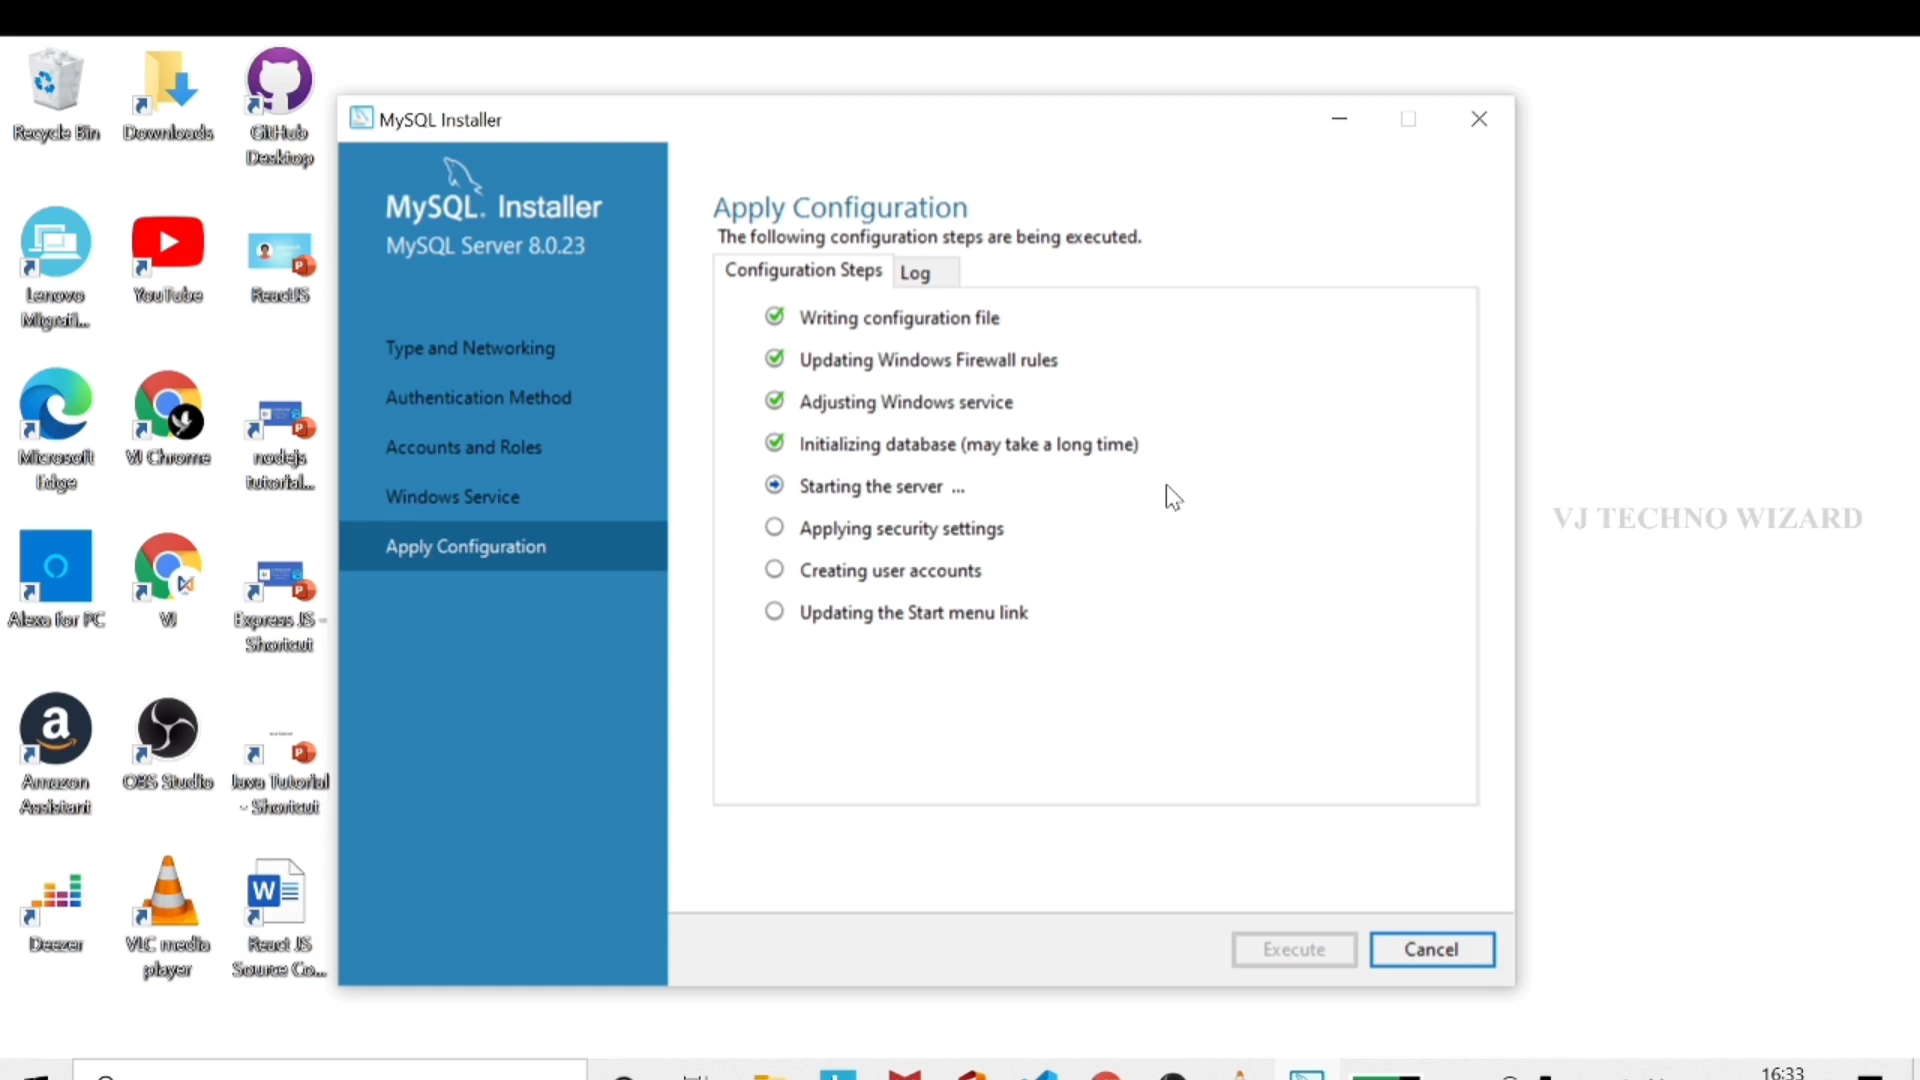 Recycle Bin
Downloads
GitHub
Desktop
Lenovo
Migrati...
YouTube
ReactJS
Microsoft
Edge
VJ Chrome
nodejs
tutorial...
Alexa for PC
VJ
Express JS -
Shortcut
a
Amazon
Assistant
OBS Studio
Java Tutorial
- Shortcut
Deezer
VLC media
player
W
React JS
Source Co...
MySQL Installer
MySQL. Installer
MySQL Server 8.0.23
Type and Networking
Authentication Method
Accounts and Roles
Windows Service
Apply Configuration
Apply Configuration
The following configuration steps are being executed.
Configuration Steps
Log
Writing configuration file
Updating Windows Firewall rules
Adjusting Windows service
Initializing database (may take a long time)
Starting the server ...
Applying security settings
Creating user accounts
Updating the Start menu link
Execute
Cancel
VJ TECHNO WIZARD
16:33